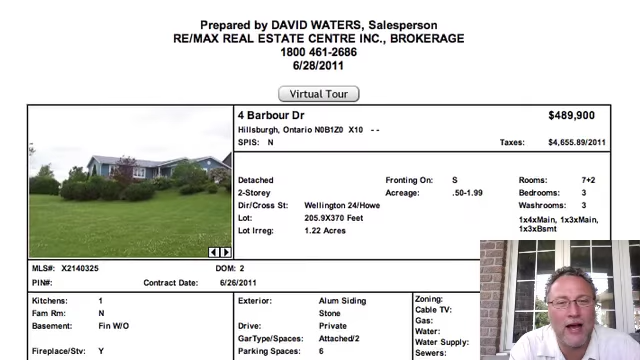 Prepared by DAVID WATERS, Salesperson
RE/MAX REAL ESTATE CENTRE INC., BROKERAGE
1800 461-2686
6/28/2011
Virtual Tour
4 Barbour Dr $489,900
Hillsburgh, Ontario N0B1Z0 X10 - -
SPIS: N Taxes: $4,655.89/2011
Detached Fronting On: S Rooms: 7+2
2-Storey Acreage: .50-1.99 Bedrooms: 3
Dir/Cross St: Wellington 24/Howe Washrooms: 3
Lot: 205.9X370 Feet 1x4xMain, 1x3xMain,
Lot Irreg: 1.22 Acres 1x3xBsmt
MLS#: X2140325 DOM: 2
PIN#: Contract Date: 6/26/2011
Kitchens: 1 Exterior: Alum Siding Zoning:
Fam Rm: N Stone Cable TV:
Basement: Fin W/O Drive: Private Gas:
GarType/Spaces: Attached/2 Water:
Fireplace/Stv: Y Parking Spaces: 6 Water Supply:
Sewers: